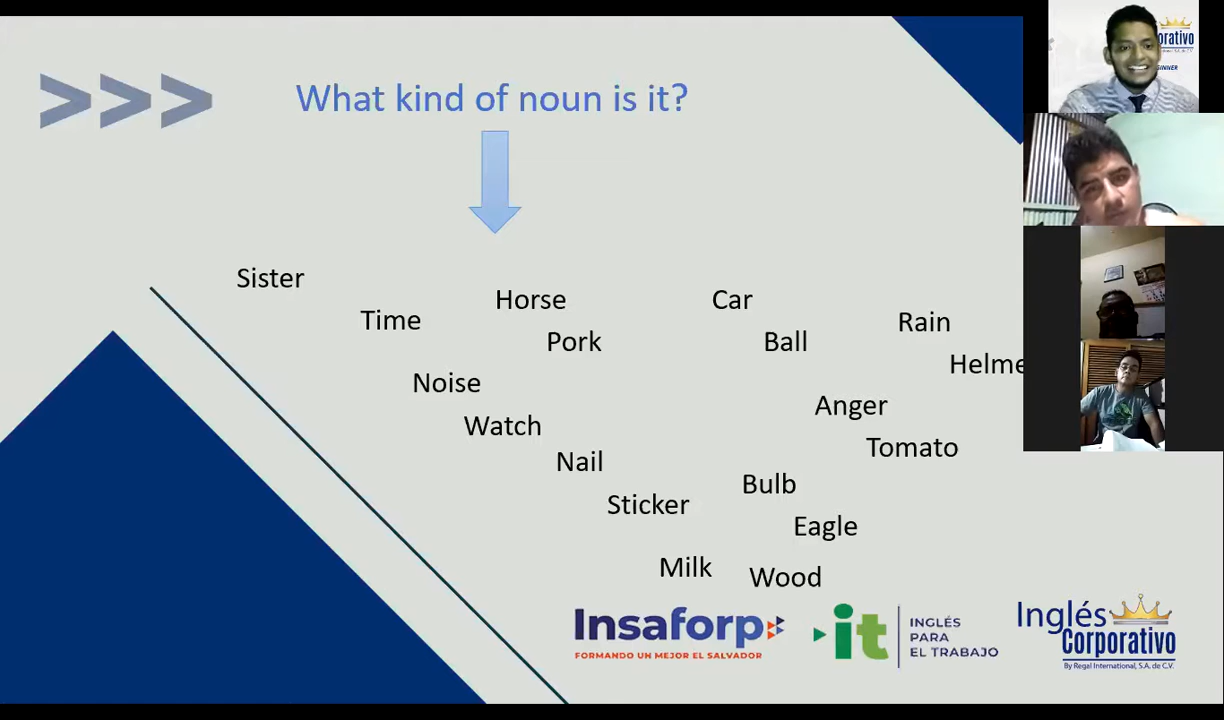 >>>
What kind of noun is it?
Sister
Time
Horse
Pork
Car
Ball
Rain
Helme
Noise
Watch
Anger
Tomato
Nail
Sticker
Bulb
Eagle
Milk
Wood
Insaforp
FORMANDO UN MEJOR EL SALVADOR
it
INGLÉS
PARA
EL TRABAJO
Inglés
Corporativo
By Regal International, S.A. de C.V.
orativo